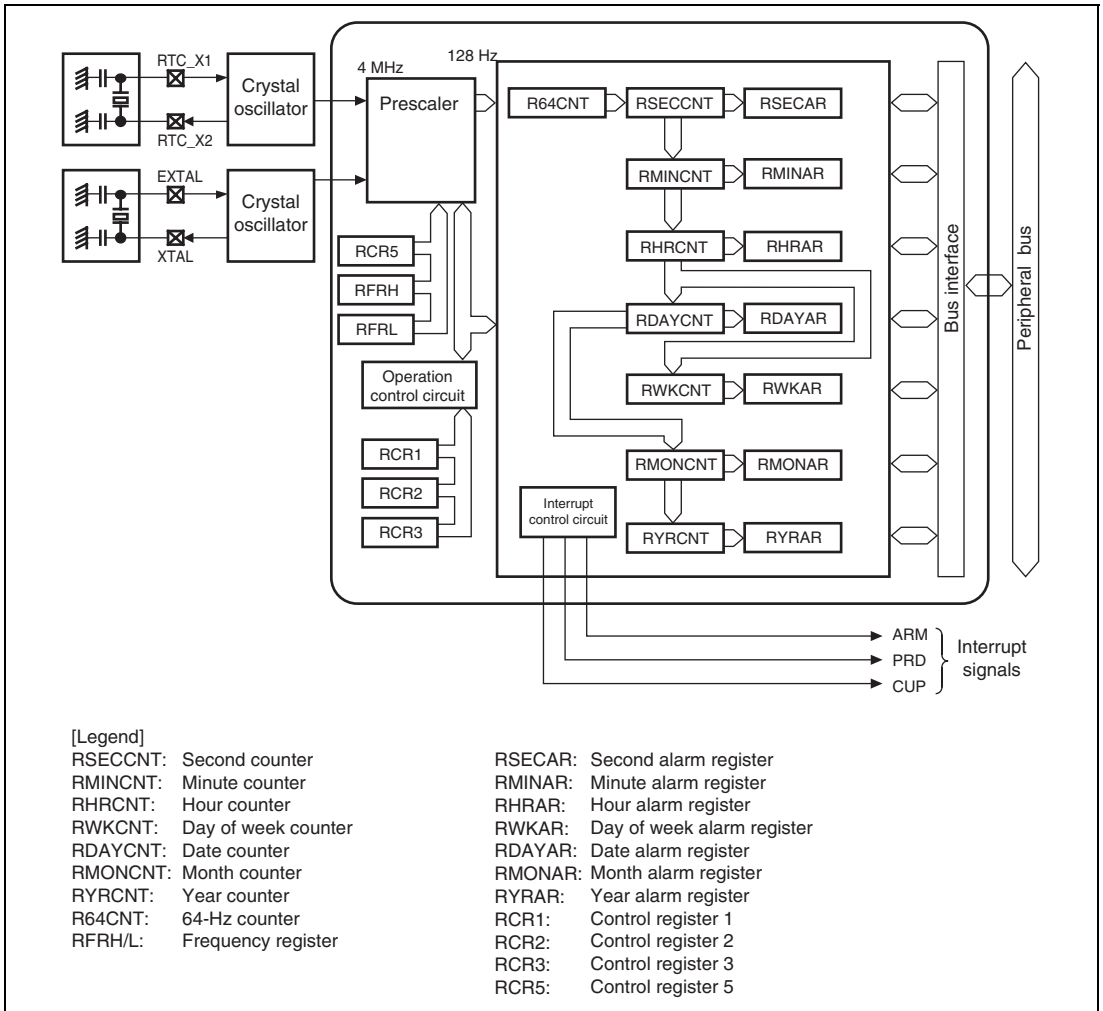 RTC_X1
RTC_X2
Crystal
oscillator
EXTAL
XTAL
Crystal
oscillator
4 MHz
128 Hz
Prescaler
RCR5
RFRH
RFRL
Operation
control circuit
RCR1
RCR2
RCR3
R64CNT
RSECCNT
RSECAR
RMINCNT
RMINAR
RHRCNT
RHRAR
RDAYCNT
RDAYAR
RWKCNT
RWKAR
RMONCNT
RMONAR
RYRCNT
RYRAR
Interrupt
control circuit
Bus interface
Peripheral bus
ARM
PRD
CUP
Interrupt
signals
[Legend]
RSECCNT: Second counter
RMINCNT: Minute counter
RHRCNT: Hour counter
RWKCNT: Day of week counter
RDAYCNT: Date counter
RMONCNT: Month counter
RYRCNT: Year counter
R64CNT: 64-Hz counter
RFRH/L: Frequency register
RSECAR: Second alarm register
RMINAR: Minute alarm register
RHRAR: Hour alarm register
RWKAR: Day of week alarm register
RDAYAR: Date alarm register
RMONAR: Month alarm register
RYRAR: Year alarm register
RCR1: Control register 1
RCR2: Control register 2
RCR3: Control register 3
RCR5: Control register 5